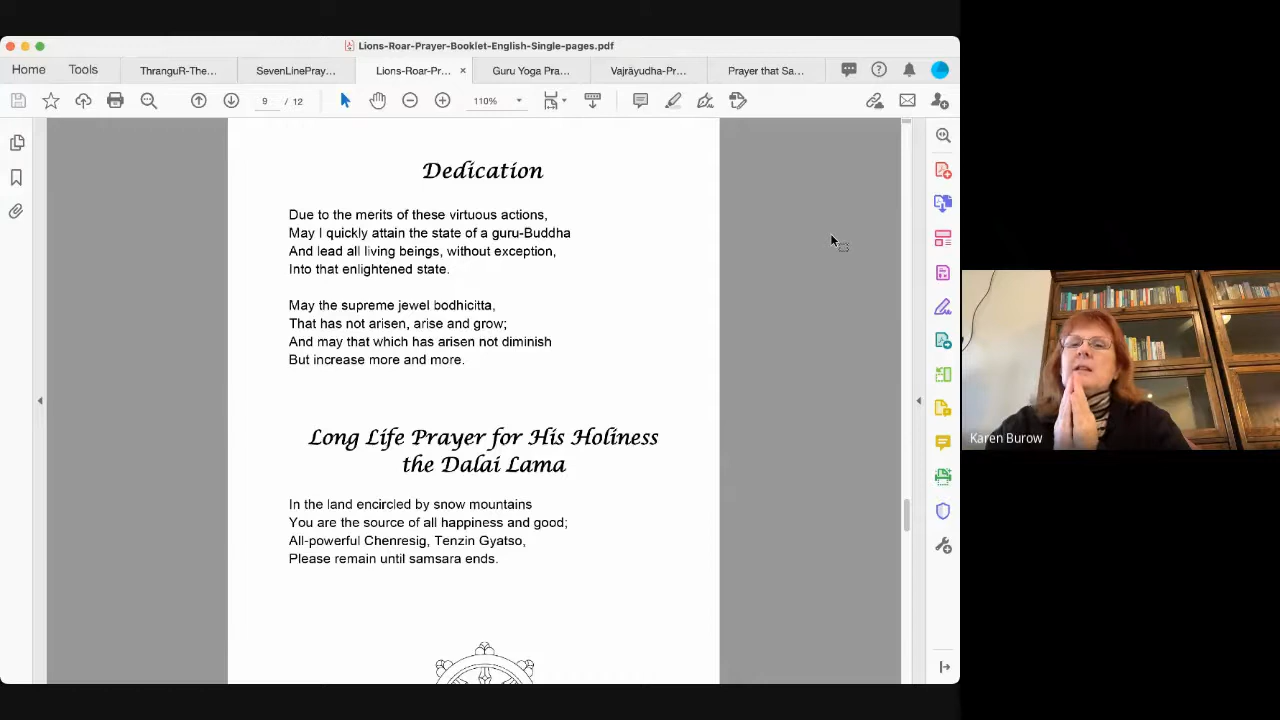 Lions-Roar-Prayer-Booklet-English-Single-pages.pdf
Home
Tools
ThranguR-The...
SevenLinePray...
Lions-Roar-Pr...
Guru Yoga Pra...
Vajrāyudha-Pr...
Prayer that Sa...
9 / 12
110%
Dedication
Due to the merits of these virtuous actions,
May I quickly attain the state of a guru-Buddha
And lead all living beings, without exception,
Into that enlightened state.
May the supreme jewel bodhicitta,
That has not arisen, arise and grow;
And may that which has arisen not diminish
But increase more and more.
Long Life Prayer for His Holiness
the Dalai Lama
In the land encircled by snow mountains
You are the source of all happiness and good;
All-powerful Chenresig, Tenzin Gyatso,
Please remain until samsara ends.
Karen Burow